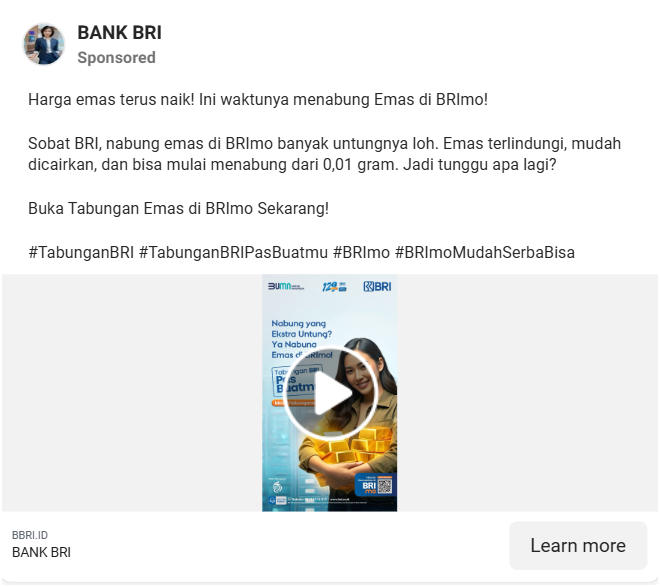 BANK BRI
Sponsored
Harga emas terus naik! Ini waktunya menabung Emas di BRImo!
Sobat BRI, nabung emas di BRImo banyak untungnya loh. Emas terlindungi, mudah
dicairkan, dan bisa mulai menabung dari 0,01 gram. Jadi tunggu apa lagi?
Buka Tabungan Emas di BRImo Sekarang!
#TabunganBRI #TabunganBRIPasBuatmu #BRImo #BRImoMudahSerbaBisa
BUMN
129
BRI
Nabung yang
Ekstra Untung?
Ya Nabung
Emas di BRImo!
Tabungan BRI
Pas
Buatmu
BRI
mo
BBRI.ID
BANK BRI
Learn more